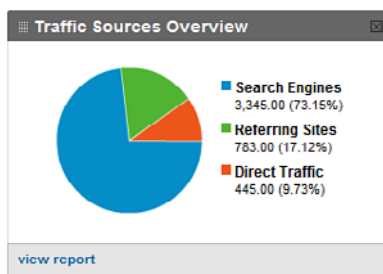 Traffic Sources Overview
Search Engines
3,345.00 (73.15%)
Referring Sites
783.00 (17.12%)
Direct Traffic
445.00 (9.73%)
view report